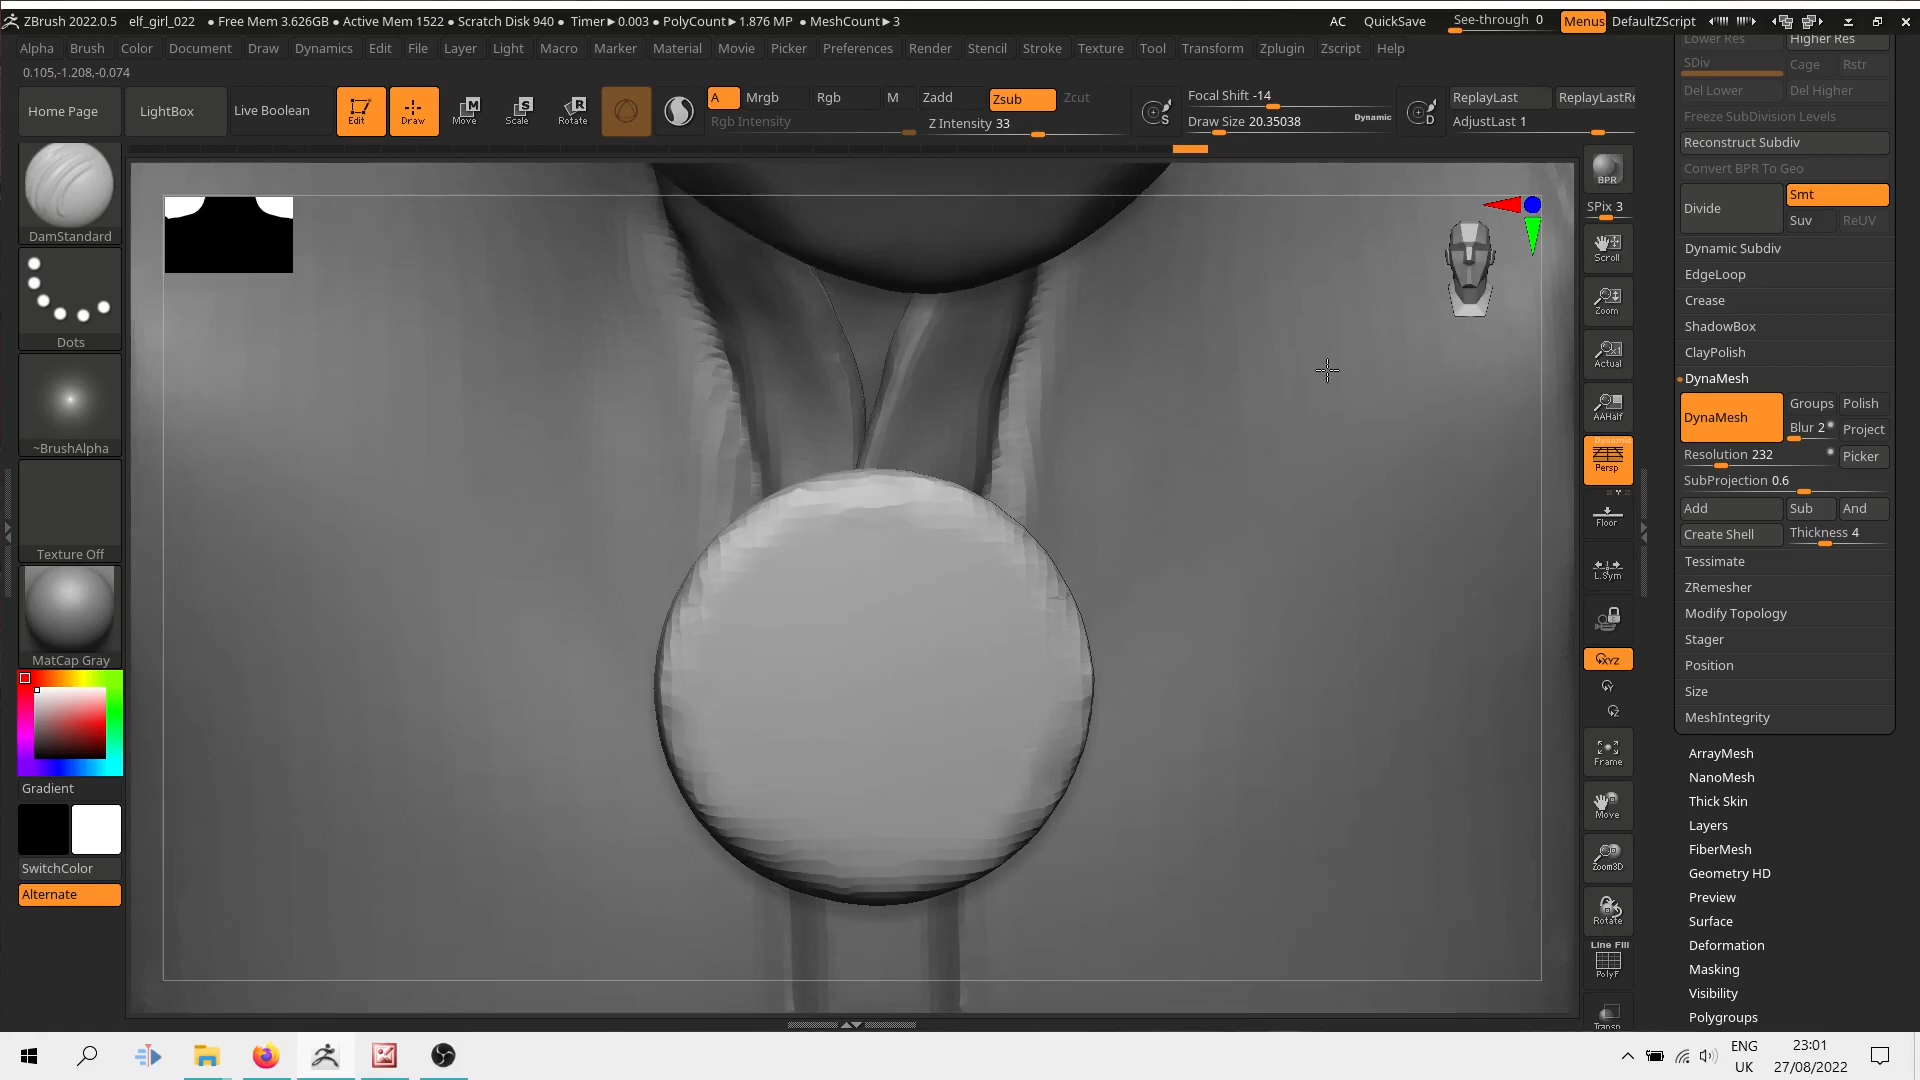 ZBrush 2022.0.5 elf_girl_022 ● Free Mem 3.626GB ● Active Mem 1522 ● Scratch Disk 940 ● Timer►0.003 ● PolyCount►1.876 MP ● MeshCount►3 AC QuickSave See-through 0 Menus DefaultZScript
Alpha Brush Color Document Draw Dynamics Edit File Layer Light Macro Marker Material Movie Picker Preferences Render Stencil Stroke Texture Tool Transform Zplugin Zscript Help
0.105,-1.208,-0.074
Home Page LightBox Live Boolean Edit Draw Move Scale Rotate
A Mrgb Rgb M Zadd Zsub Zcut
Rgb Intensity Z Intensity 33
Focal Shift -14
Draw Size 20.35038 Dynamic
ReplayLast ReplayLastRe
AdjustLast 1
DamStandard
Dots
~BrushAlpha
Texture Off
MatCap Gray
Gradient
SwitchColor
Alternate
BPR
SPix 3
Scroll
Zoom
Actual
AAHalf
Dynamic
Persp
Floor
L.Sym
XYZ
Frame
Move
Zoom3D
Rotate
Line Fill
PolyF
Transp
Lower Res Higher Res
SDiv Cage Rstr
Del Lower Del Higher
Freeze SubDivision Levels
Reconstruct Subdiv
Convert BPR To Geo
Divide Smt
Suv ReUV
Dynamic Subdiv
EdgeLoop
Crease
ShadowBox
ClayPolish
DynaMesh
DynaMesh Groups Polish
Blur 2 Project
Resolution 232 Picker
SubProjection 0.6
Add Sub And
Create Shell Thickness 4
Tessimate
ZRemesher
Modify Topology
Stager
Position
Size
MeshIntegrity
ArrayMesh
NanoMesh
Thick Skin
Layers
FiberMesh
Geometry HD
Preview
Surface
Deformation
Masking
Visibility
Polygroups
ENG
UK
23:01
27/08/2022